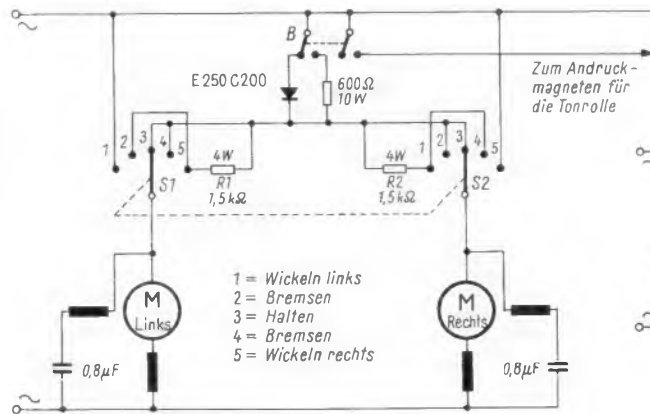 B
E250C200
600Ω
10W
Zum Andruck-
magneten für
die Tonrolle
1
2
3
4
5
4W
R1
1,5kΩ
S1
4W
R2
1,5kΩ
1
2
3
4
5
S2
M
Links
M
Rechts
1 = Wickeln links
2 = Bremsen
3 = Halten
4 = Bremsen
5 = Wickeln rechts
0,8µF
0,8µF